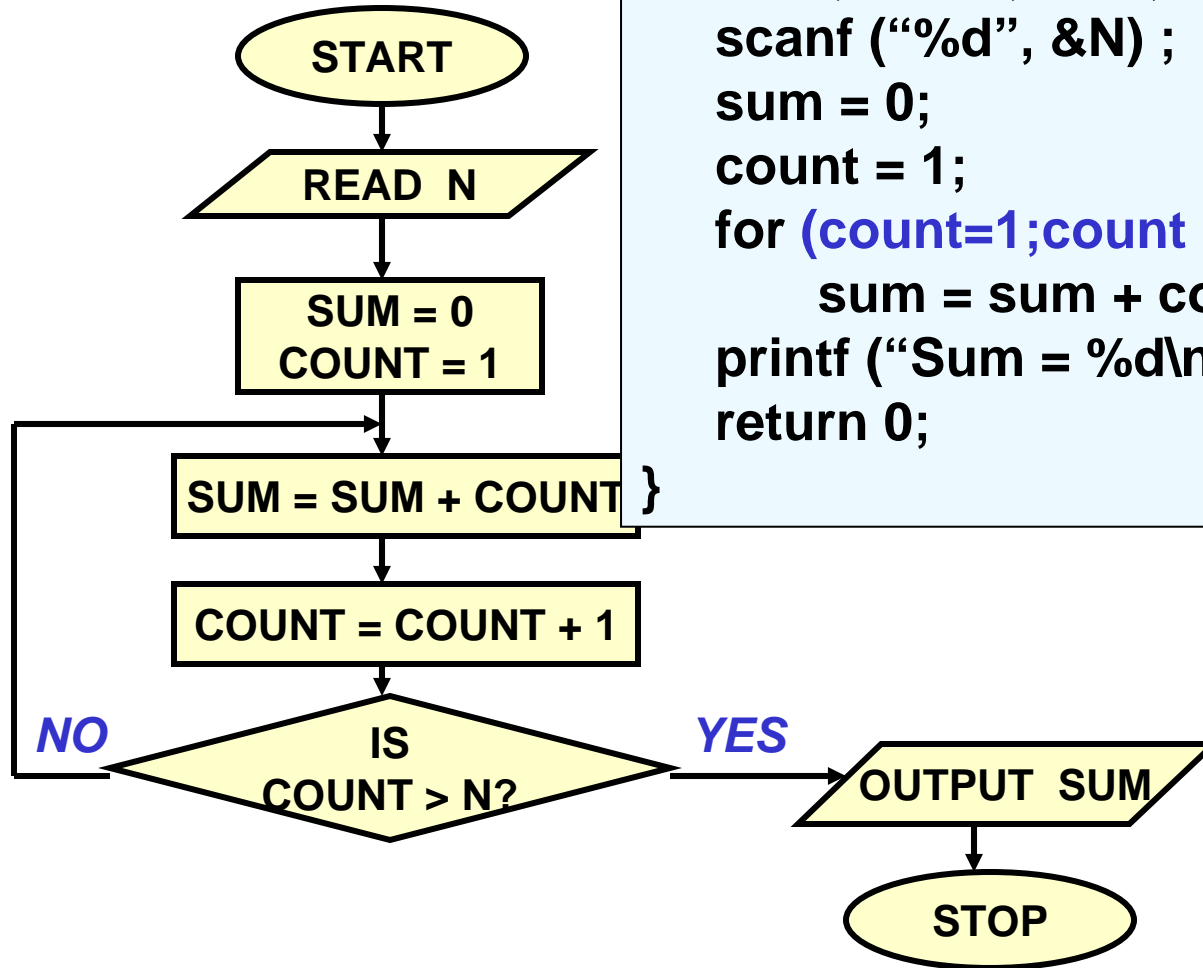 START
READ N
SUM = 0
COUNT = 1
SUM = SUM + COUNT
COUNT = COUNT + 1
IS
COUNT > N?
NO
YES
OUTPUT SUM
STOP
scanf (“%d”, &N) ;
sum = 0;
count = 1;
for (count=1;count
sum = sum + co
printf (“Sum = %d\n
return 0;
}